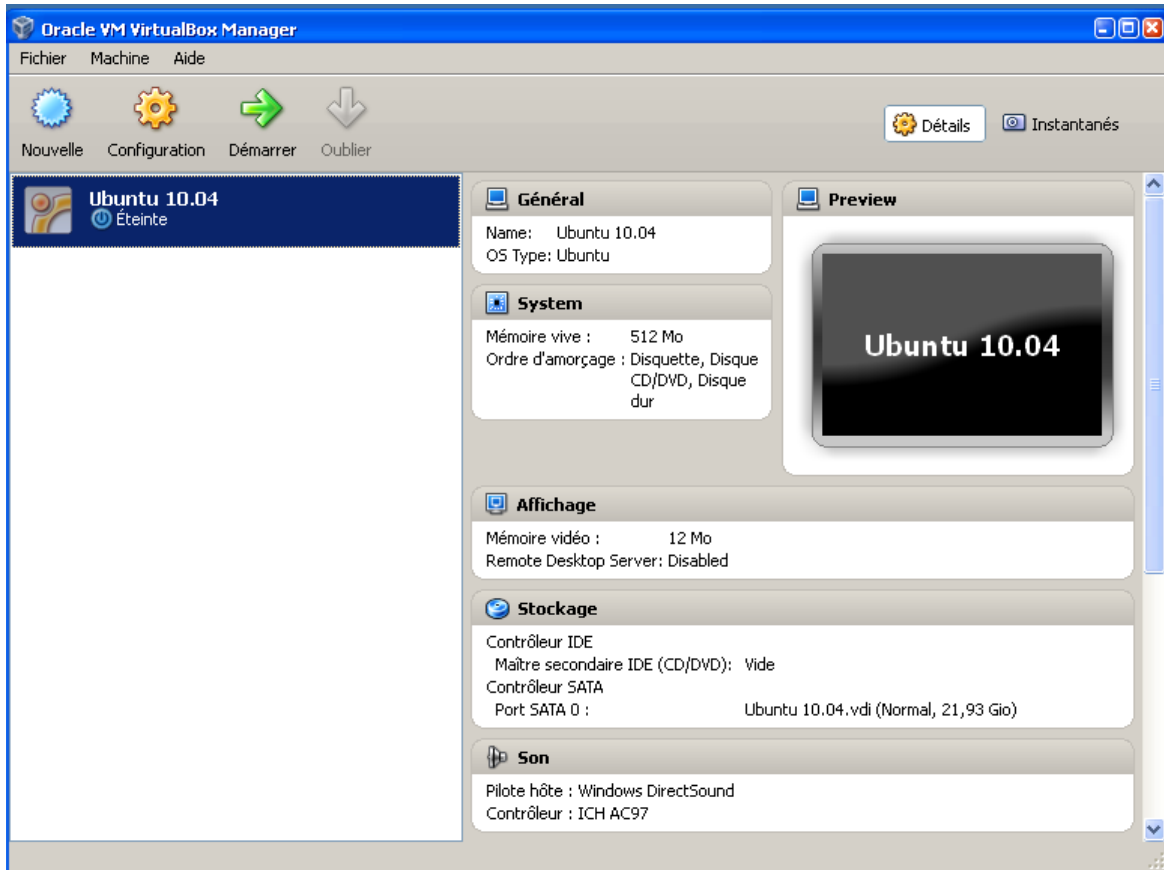 Oracle VM VirtualBox Manager
Fichier Machine Aide
Nouvelle Configuration Démarrer Oublier
Détails Instantanés
Ubuntu 10.04
Éteinte
Général
Name: Ubuntu 10.04
OS Type: Ubuntu
System
Mémoire vive : 512 Mo
Ordre d'amorçage : Disquette, Disque
CD/DVD, Disque
dur
Preview
Ubuntu 10.04
Affichage
Mémoire vidéo : 12 Mo
Remote Desktop Server: Disabled
Stockage
Contrôleur IDE
Maître secondaire IDE (CD/DVD): Vide
Contrôleur SATA
Port SATA 0 : Ubuntu 10.04.vdi (Normal, 21,93 Gio)
Son
Pilote hôte : Windows DirectSound
Contrôleur : ICH AC97